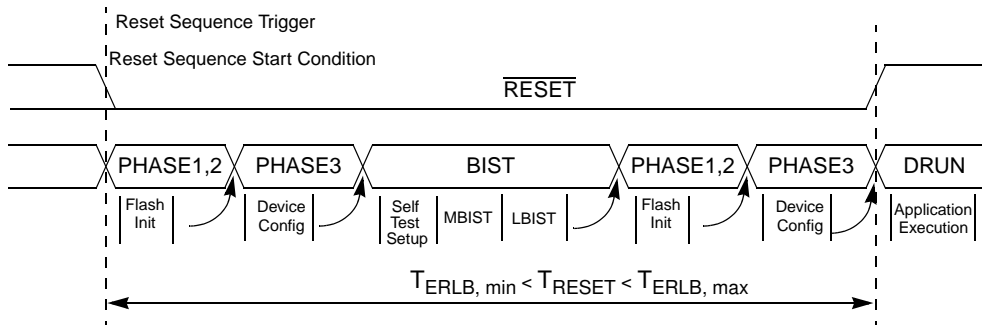 Reset Sequence Trigger
Reset Sequence Start Condition
RESET
PHASE1,2 PHASE3 BIST PHASE1,2 PHASE3 DRUN
Flash Init
Device Config
Self Test Setup
MBIST
LBIST
Flash Init
Device Config
Application Execution
TERLB, min < TRESET < TERLB, max